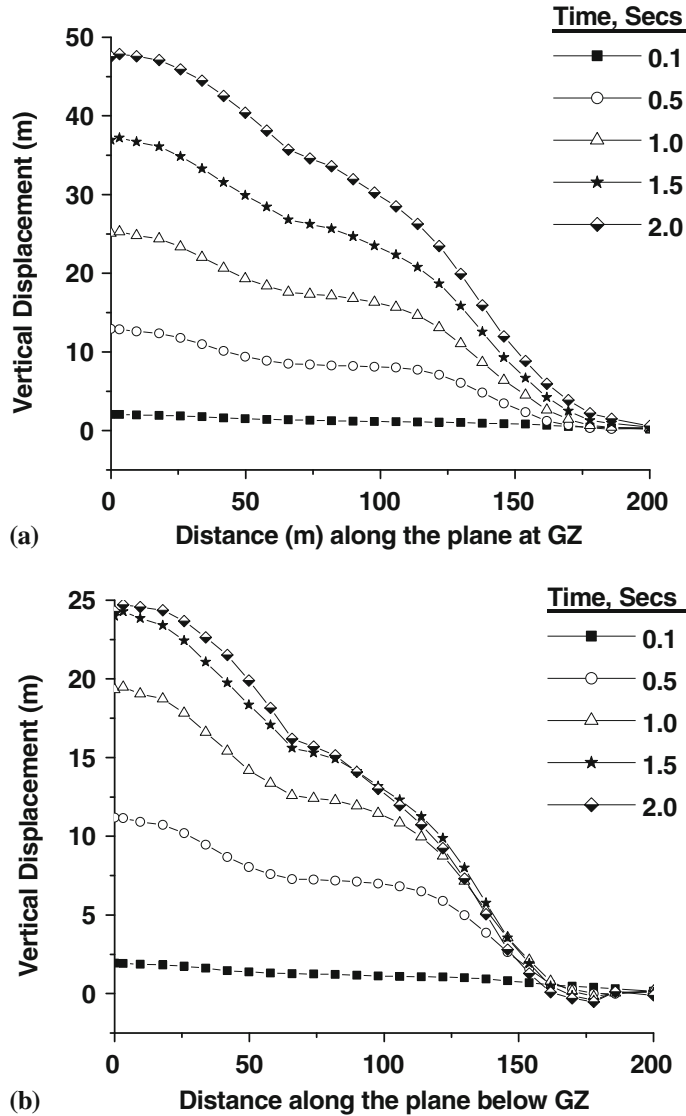 Time, Secs
0.1
0.5
1.0
1.5
2.0
50
40
30
20
10
0
Vertical Displacement (m)
0 50 100 150 200
(a) Distance (m) along the plane at GZ
Time, Secs
0.1
0.5
1.0
1.5
2.0
25
20
15
10
5
0
Vertical Displacement (m)
0 50 100 150 200
(b) Distance along the plane below GZ